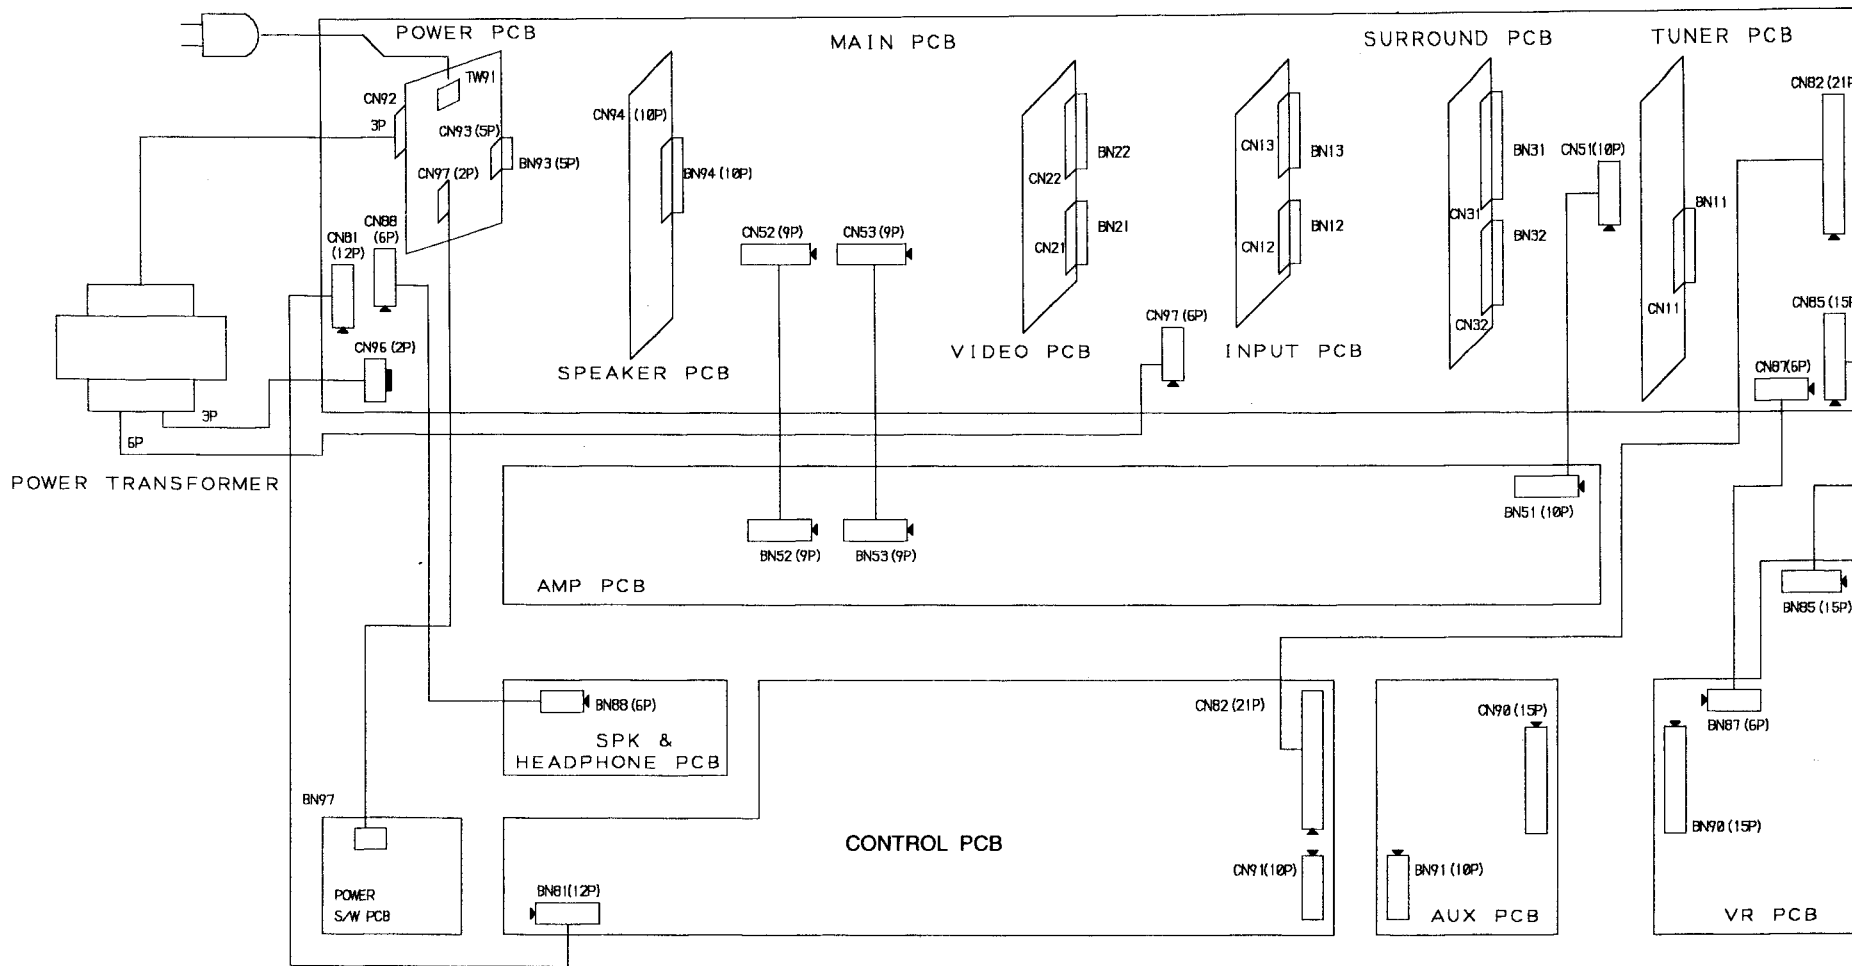 POWER PCB
MAIN PCB
SURROUND PCB
TUNER PCB
TW91
CN92
3P
CN93 (5P)
BN93 (5P)
CN97 (2P)
CN88
(6P)
CN81
(12P)
CN96 (2P)
CN94 (10P)
BN94 (10P)
SPEAKER PCB
CN52 (9P)
CN53 (9P)
CN22
BN22
CN21
BN21
VIDEO PCB
CN97 (6P)
CN13
BN13
CN12
BN12
INPUT PCB
CN31
BN31
BN32
CN32
CN51 (10P)
BN11
CN11
CN82 (21P
CN85 (15P
CN87(6P)
3P
6P
POWER TRANSFORMER
BN52 (9P)
BN53 (9P)
BN51 (10P)
AMP PCB
BN85 (15P)
BN88 (6P)
SPK &
HEADPHONE PCB
CN82 (21P)
CN90 (15P)
BN87 (6P)
BN90 (15P)
BN97
POWER
S/W PCB
CONTROL PCB
BN81(12P)
CN91(10P)
BN91 (10P)
AUX PCB
VR PCB